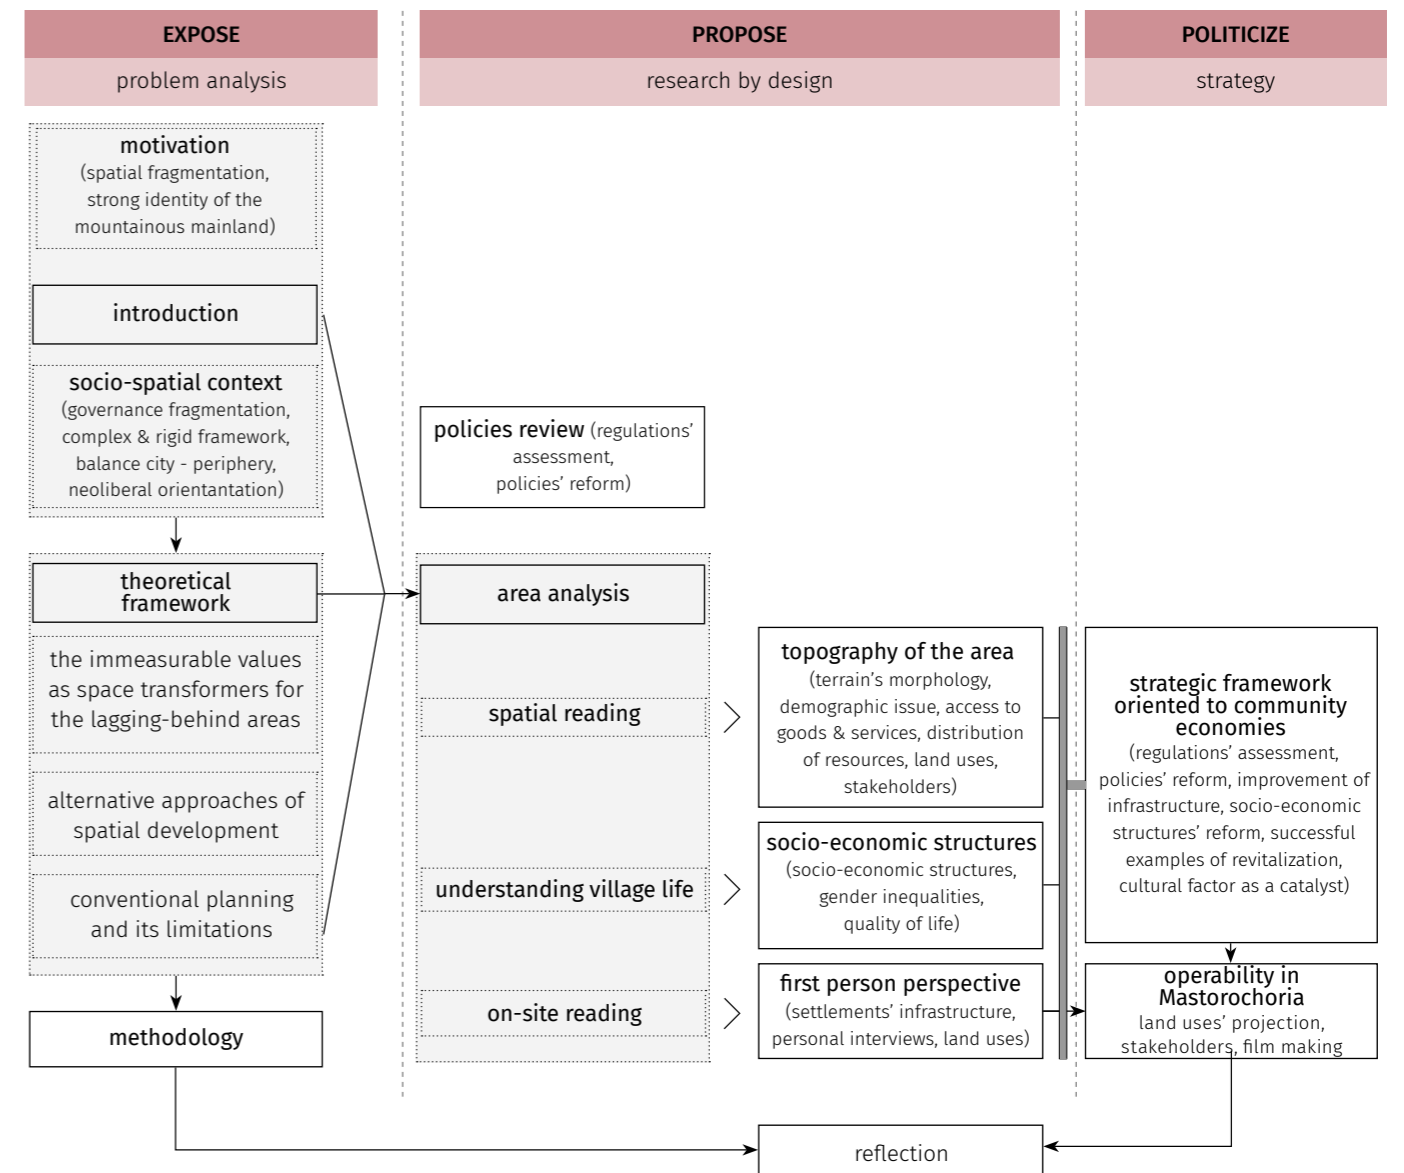 EXPOSE
problem analysis
PROPOSE
research by design
POLITICIZE
strategy
motivation
(spatial fragmentation,
strong identity of the
mountainous mainland)
introduction
socio-spatial context
(governance fragmentation,
complex & rigid framework,
balance city - periphery,
neoliberal orientantation)
theoretical
framework
the immeasurable values
as space transformers for
the lagging-behind areas
alternative approaches of
spatial development
conventional planning
and its limitations
methodology
policies review (regulations’
assessment,
policies’ reform)
area analysis
spatial reading
understanding village life
on-site reading
topography of the area
(terrain’s morphology,
demographic issue, access to
goods & services, distribution
of resources, land uses,
stakeholders)
socio-economic structures
(socio-economic structures,
gender inequalities,
quality of life)
first person perspective
(settlements’ infrastructure,
personal interviews, land uses)
strategic framework
oriented to community
economies
(regulations’ assessment,
policies’ reform, improvement of
infrastructure, socio-economic
structures’ reform, successful
examples of revitalization,
cultural factor as a catalyst)
operability in
Mastorochoria
land uses’ projection,
stakeholders, film making
reflection